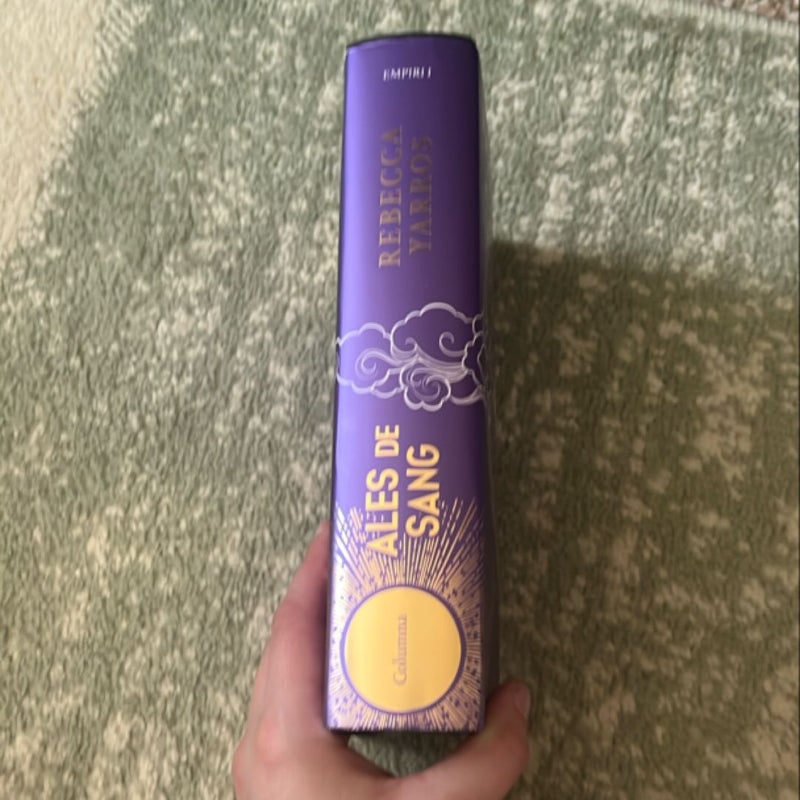 EMPIRI I
REBECCA
YARROS
ALES DE
SANG
Columna